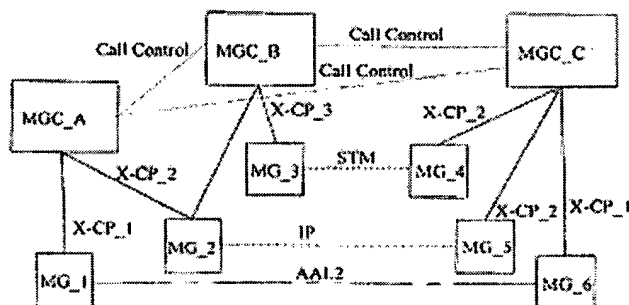 Call Control
MGC_B
Call Control
MGC_C
Call Control
MGC_A
X-CP_3
X-CP_2
X-CP_2
MG_3
STM
MG_4
X-CP_1
X-CP_2
X-CP_1
MG_2
IP
MG_5
MG_1
AAL2
MG_6